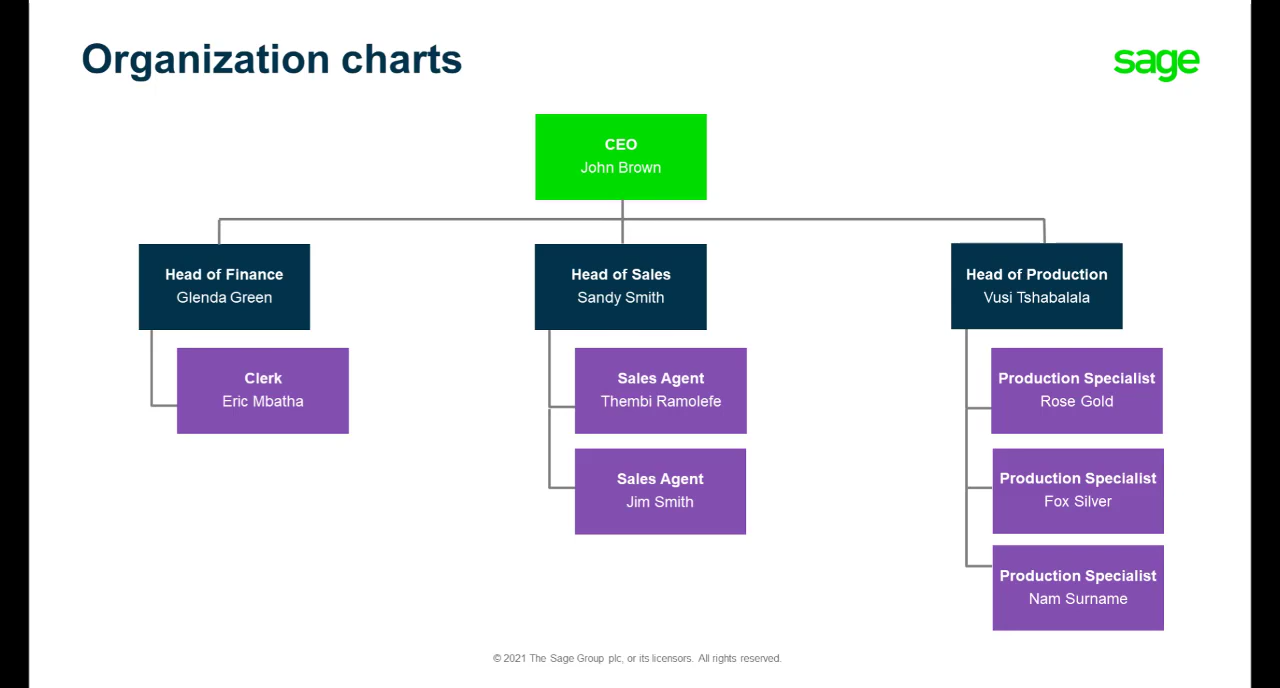 Organization charts
sage
CEO
John Brown
Head of Finance
Glenda Green
Head of Sales
Sandy Smith
Head of Production
Vusi Tshabalala
Clerk
Eric Mbatha
Sales Agent
Thembi Ramolefe
Production Specialist
Rose Gold
Sales Agent
Jim Smith
Production Specialist
Fox Silver
Production Specialist
Nam Surname
© 2021 The Sage Group plc, or its licensors. All rights reserved.